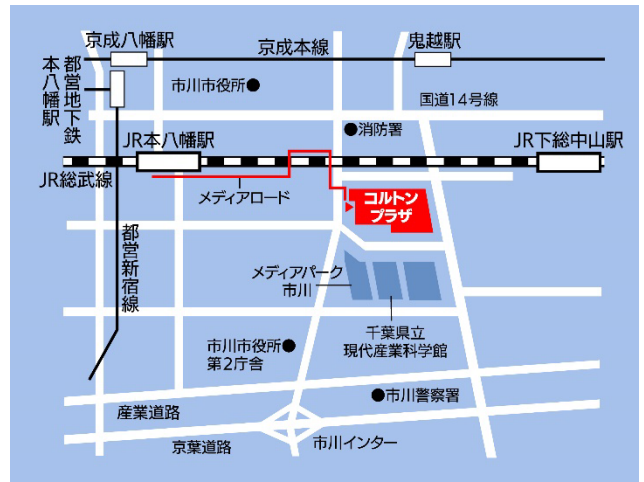 京成八幡駅
京成本線
鬼越駅
都営地下鉄
本八幡駅
市川市役所
国道14号線
消防署
JR本八幡駅
JR下総中山駅
JR総武線
メディアロード
コルトン
プラザ
都営新宿線
メディアパーク
市川
千葉県立
現代産業科学館
市川市役所
第2庁舎
市川警察署
産業道路
京葉道路
市川インター